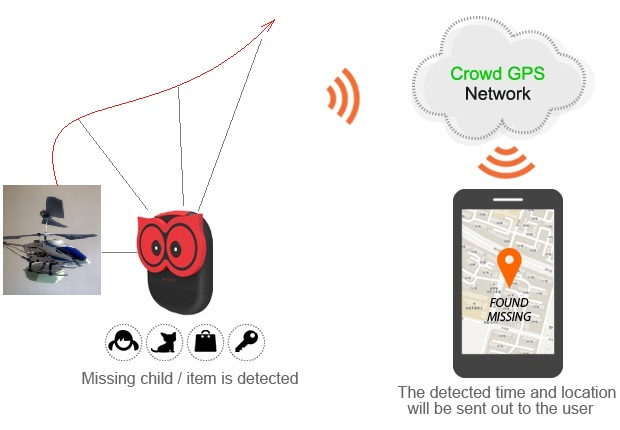 Crowd GPS
Network
FOUND
MISSING
Missing child / item is detected
The detected time and location
will be sent out to the user